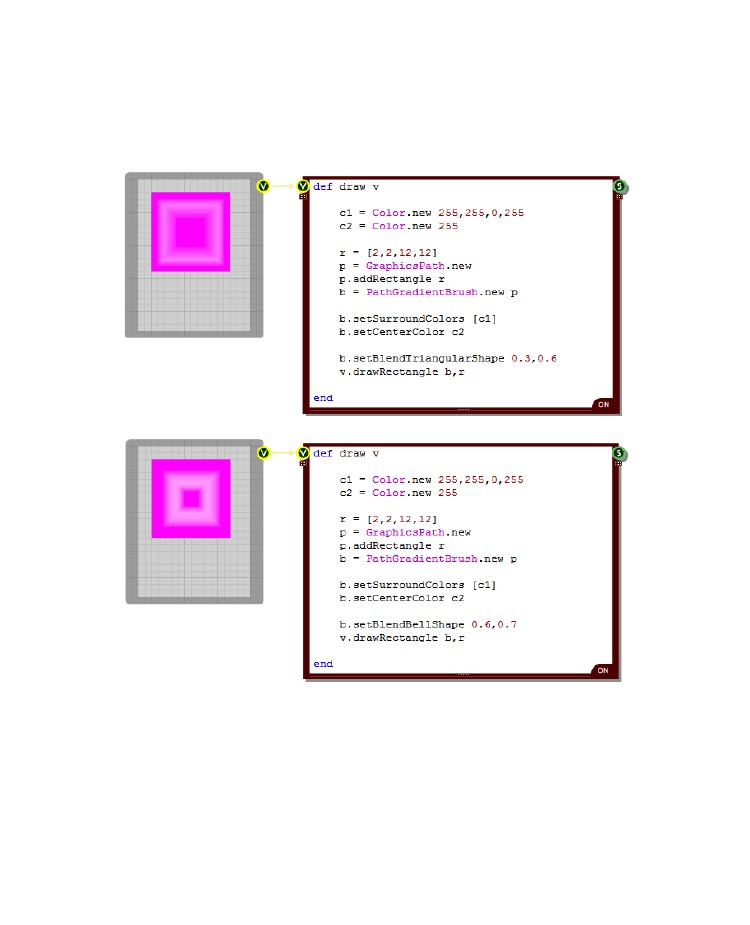 V
V
def draw v
S
c1 = Color.new 255,255,0,255
c2 = Color.new 255
r = [2,2,12,12]
p = GraphicsPath.new
p.addRectangle r
b = PathGradientBrush.new p
b.setSurroundColors [c1]
b.setCenterColor c2
b.setBlendTriangularShape 0.3,0.6
v.drawRectangle b,r
end
ON
V
V
def draw v
S
c1 = Color.new 255,255,0,255
c2 = Color.new 255
r = [2,2,12,12]
p = GraphicsPath.new
p.addRectangle r
b = PathGradientBrush.new p
b.setSurroundColors [c1]
b.setCenterColor c2
b.setBlendBellShape 0.6,0.7
v.drawRectangle b,r
end
ON